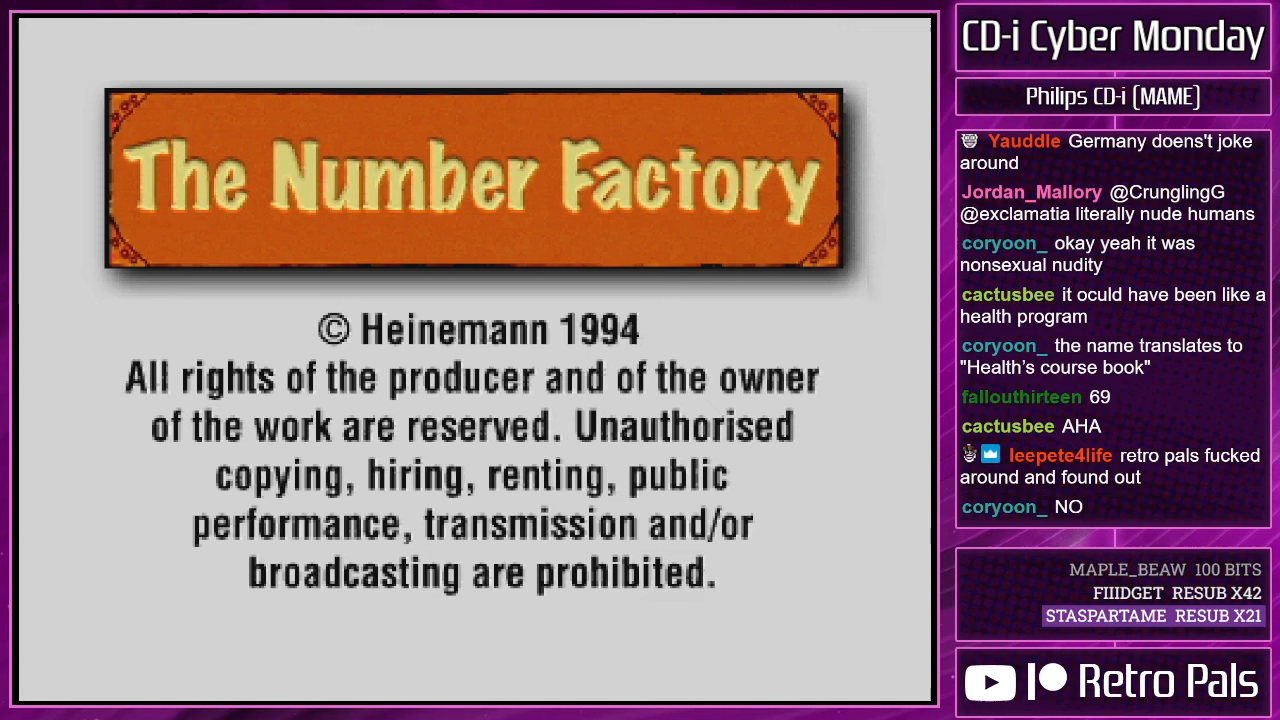 The Number Factory
© Heinemann 1994
All rights of the producer and of the owner
of the work are reserved. Unauthorised
copying, hiring, renting, public
performance, transmission and/or
broadcasting are prohibited.
CD-i Cyber Monday
Philips CD-i [MAME]
Yauddle Germany doens't joke
around
Jordan_Mallory @CrunglingG
@exclamatia literally nude humans
coryoon_ okay yeah it was
nonsexual nudity
cactusbee it oculd have been like a
health program
coryoon_ the name translates to
"Health's course book"
fallouthirteen 69
cactusbee AHA
leepete4life retro pals fucked
around and found out
coryoon_ NO
MAPLE_BEAW 100 BITS
FIIIDGET RESUB X42
STASPARTAME RESUB X21
Retro Pals